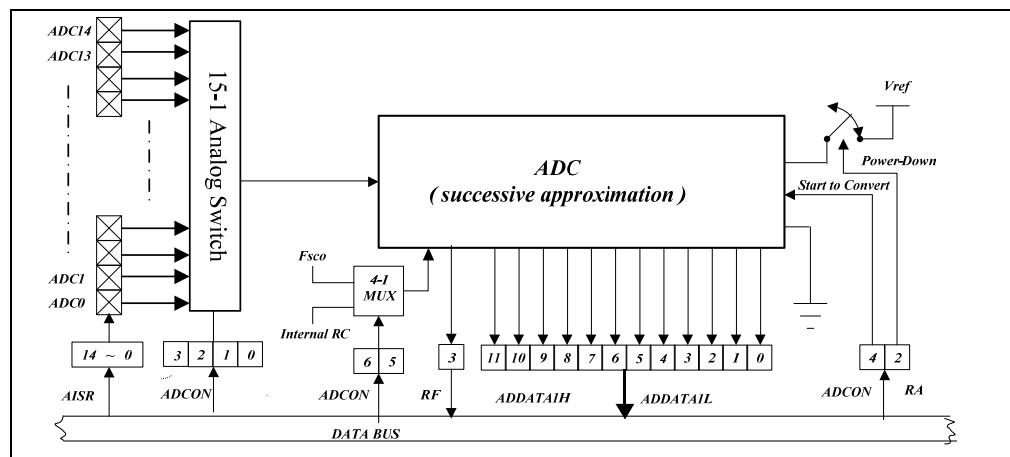 ADC14
ADC13
ADC1
ADC0
15-1 Analog Switch
ADC
( successive approximation )
Vref
Power-Down
Start to Convert
Fsco
4-1
MUX
Internal RC
14 ~ 0
3 2 1 0
6 5
3
11 10 9 8 7 6 5 4 3 2 1 0
4 2
AISR
ADCON
ADCON
RF
ADDATA1H
ADDATA1L
ADCON
RA
DATA BUS